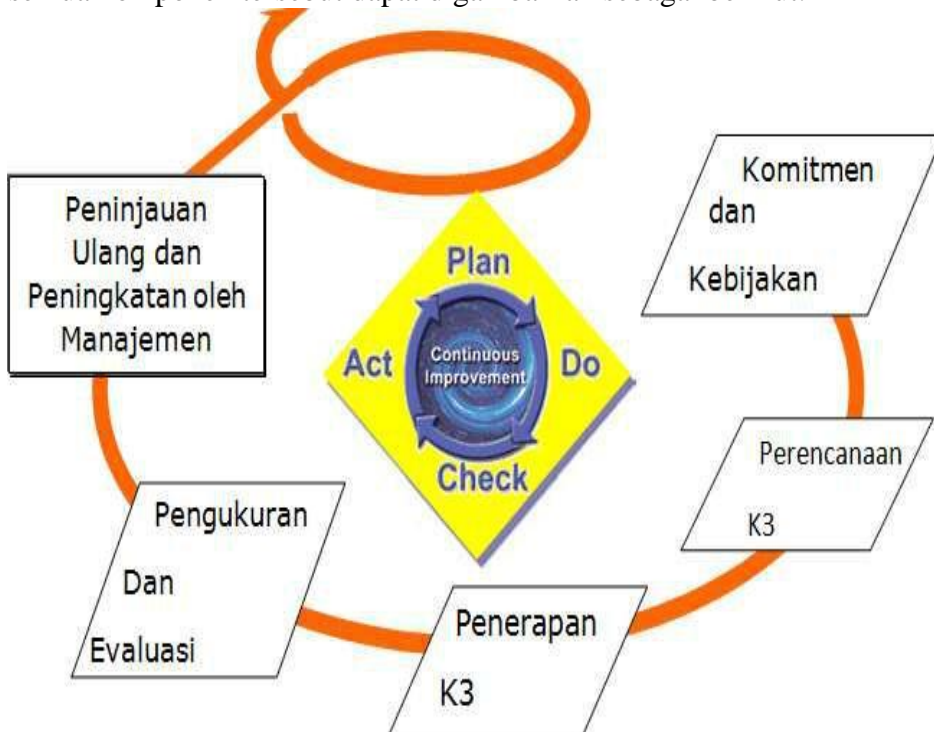 Komitmen
dan
Kebijakan
Peninjauan
Ulang dan
Peningkatan oleh
Manajemen
Plan
Act
Continuous
Improvement
Do
Check
Perencanaan
K3
Pengukuran
Dan
Evaluasi
Penerapan
K3